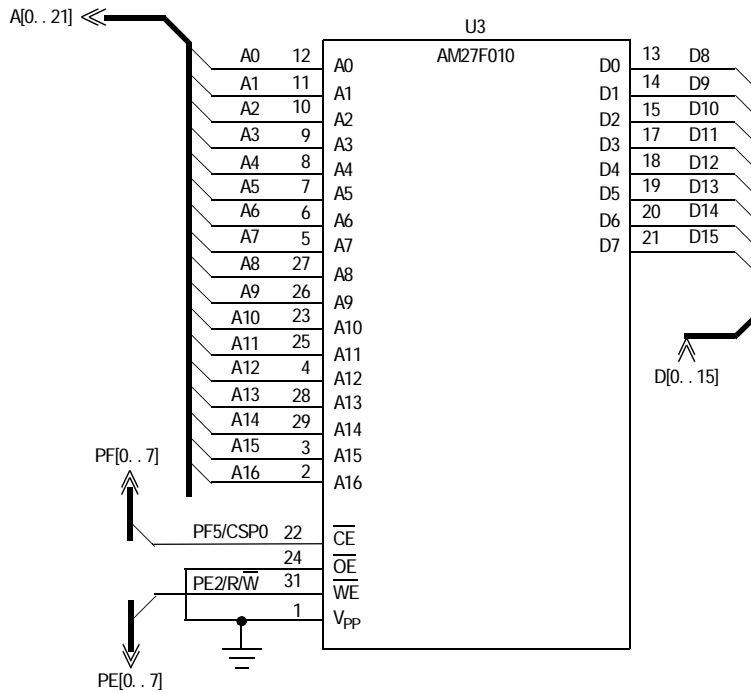 A[0. . 21]
U3
AM27F010
A0 12 A0
A1 11 A1
A2 10 A2
A3 9 A3
A4 8 A4
A5 7 A5
A6 6 A6
A7 5 A7
A8 27 A8
A9 26 A9
A10 23 A10
A11 25 A11
A12 4 A12
A13 28 A13
A14 29 A14
A15 3 A15
A16 2 A16
D0 13 D8
D1 14 D9
D2 15 D10
D3 17 D11
D4 18 D12
D5 19 D13
D6 20 D14
D7 21 D15
D[0. . 15]
PF[0. . 7]
PF5/CSP0 22 C̅E̅
24 O̅E̅
PE2/R/W̅ 31 W̅E̅
1 VPP
PE[0. . 7]